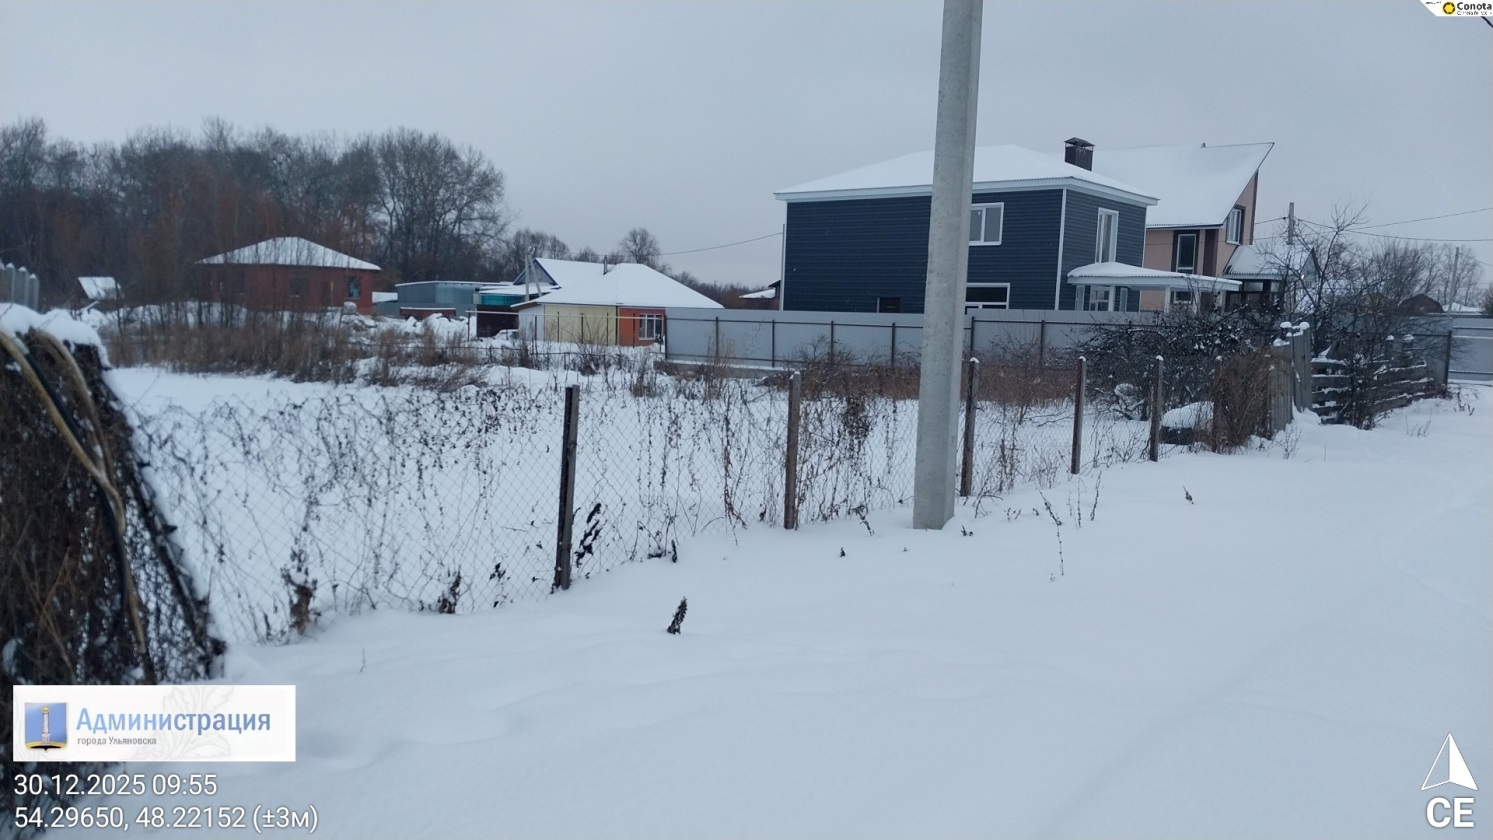 Conota
Администрация
города Ульяновска
30.12.2025 09:55
54.29650, 48.22152 (±3м)
СЕ